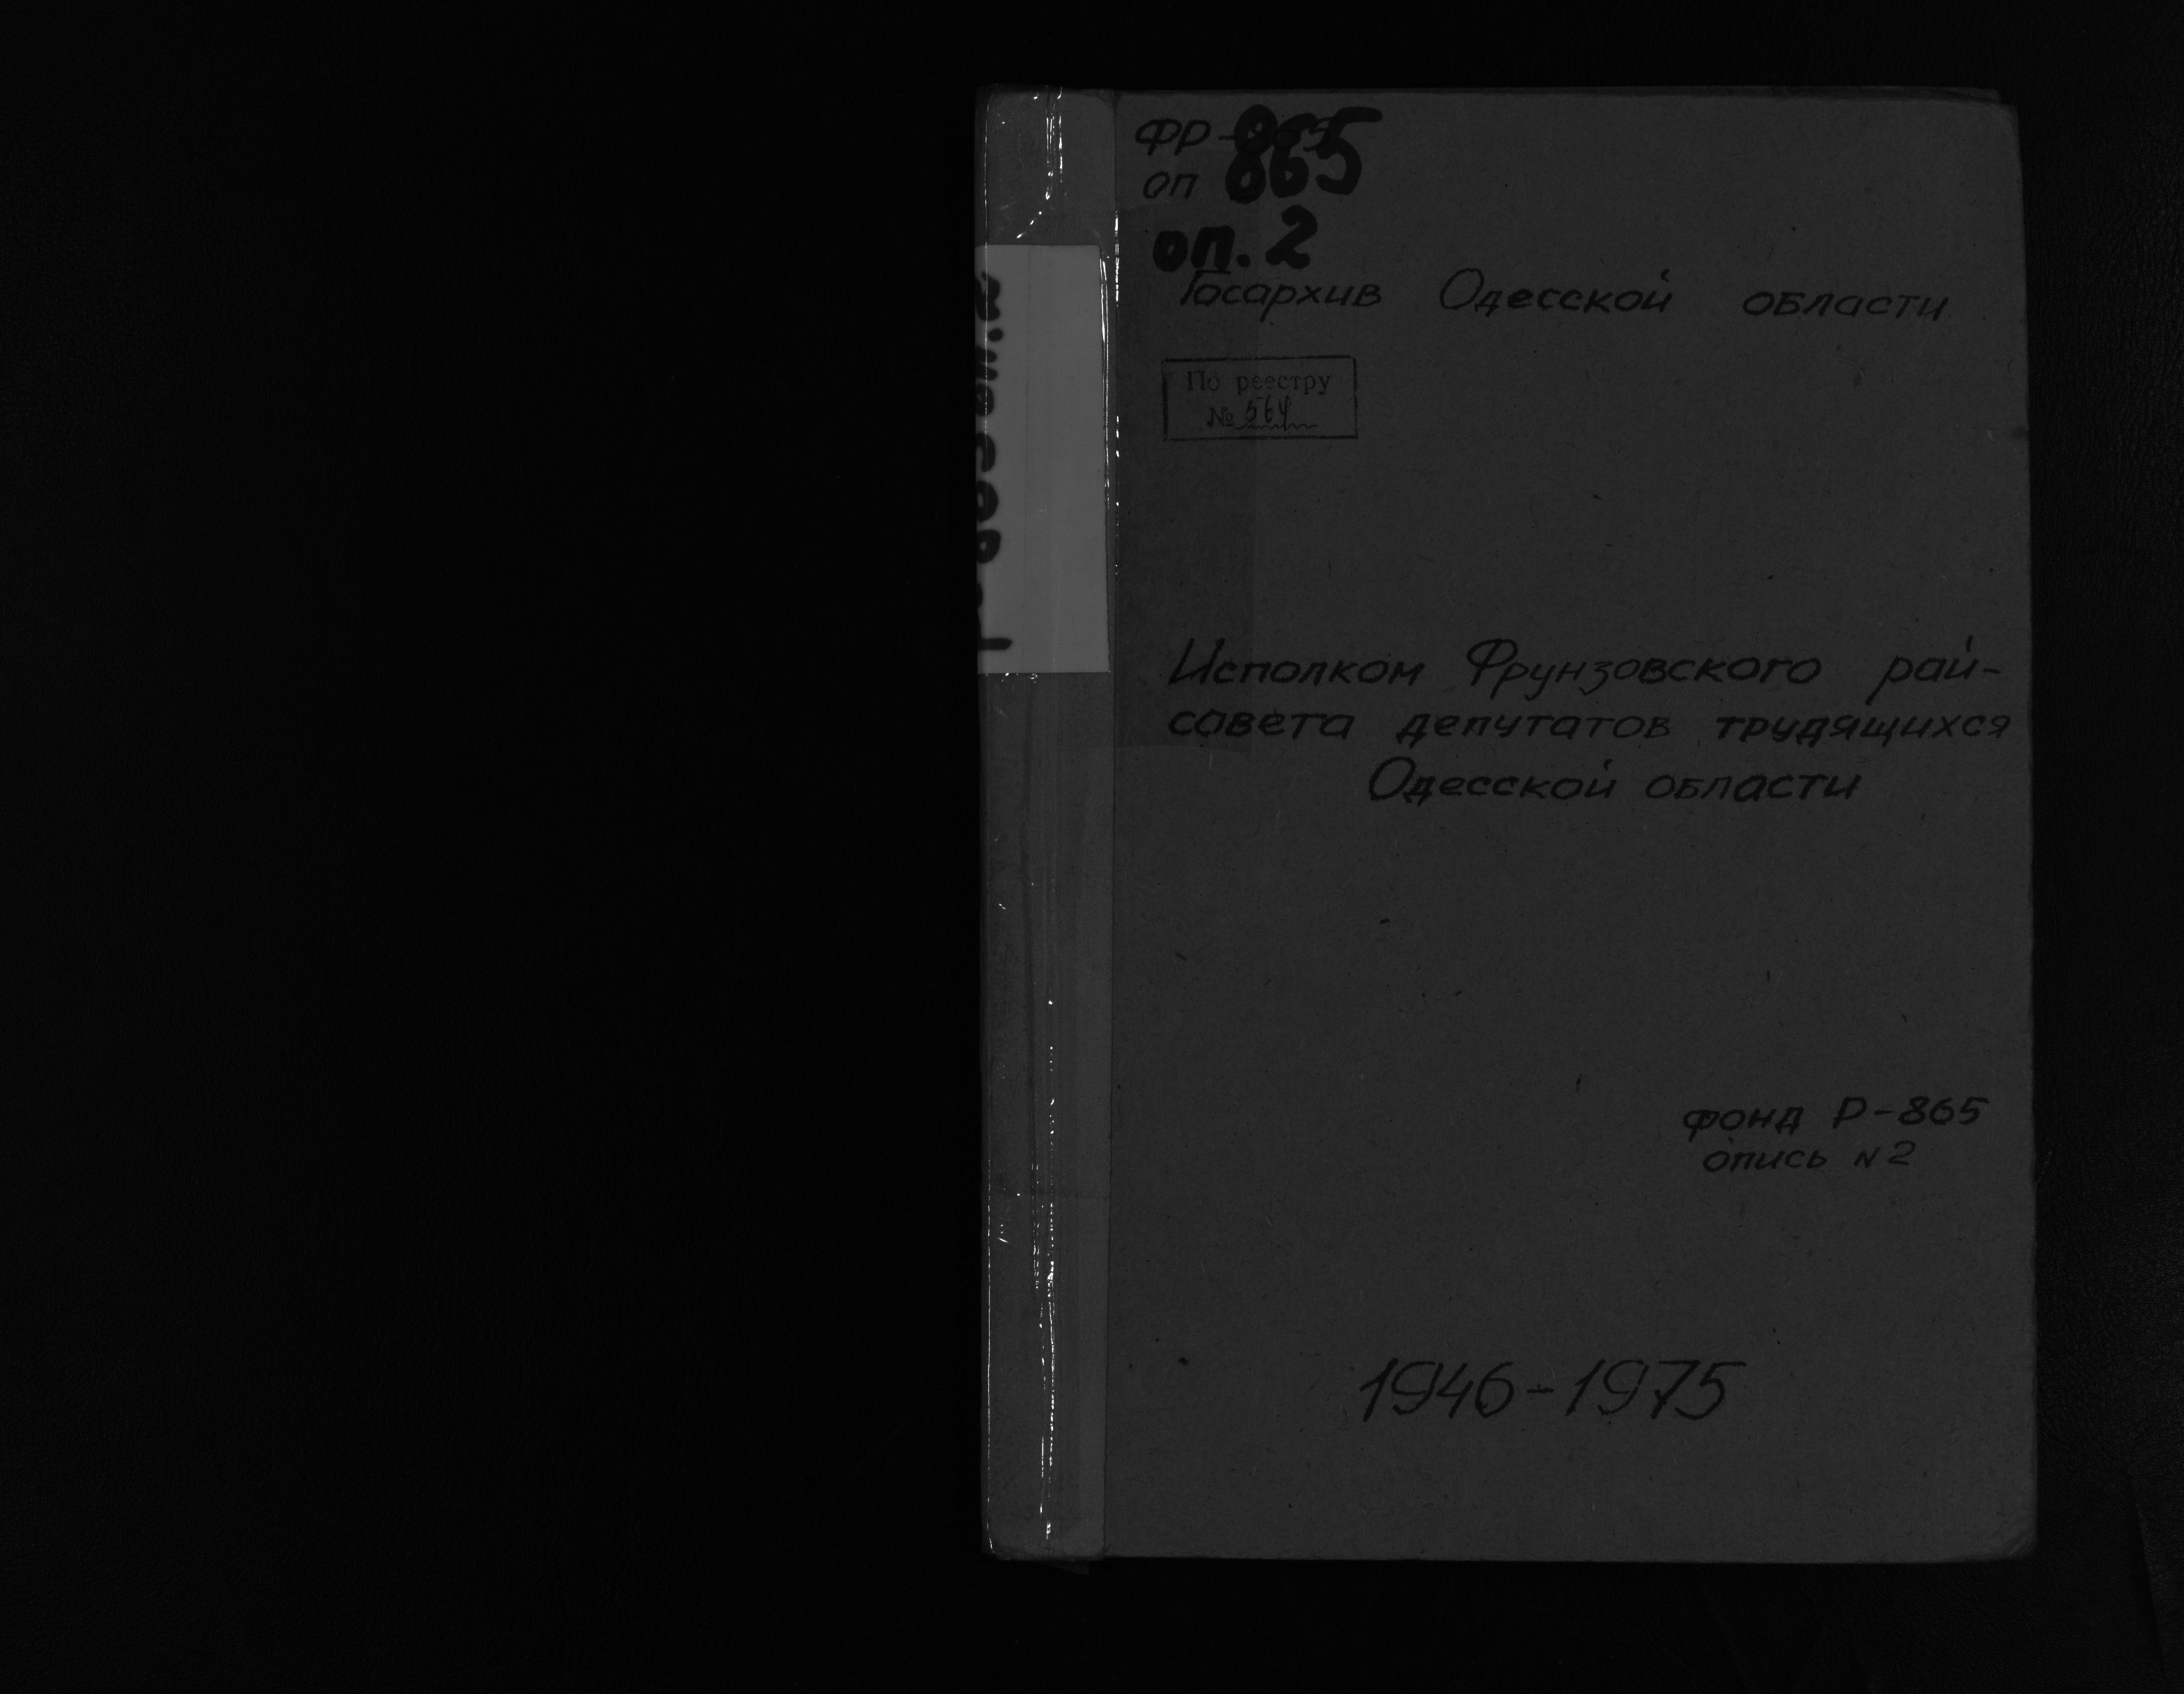 ФР-865
оп 865
оп. 2
Госархив Одесской области
По реестру
№ 564
Исполком Фрунзовского рай-
совета депутатов трудящихся
Одесской области
фонд Р-865
опись N 2
1946-1975